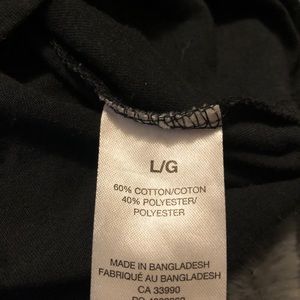 L/G
60% COTTON/COTON
40% POLYESTER/
POLYESTER
MADE IN BANGLADESH
FABRIQUÉ AU BANGLADESH
CA 33990